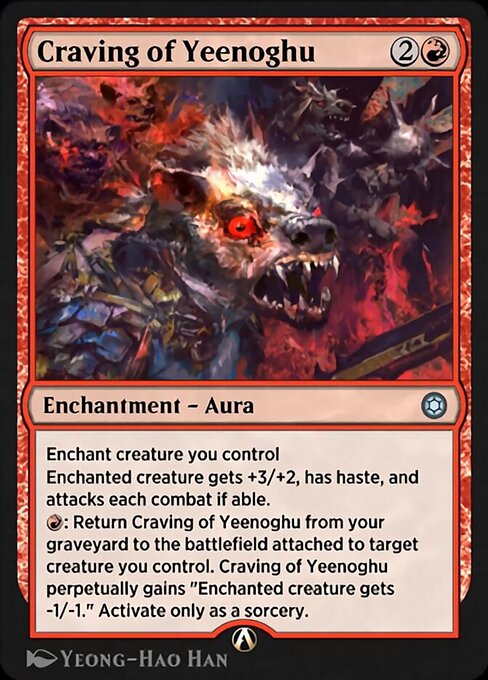 Craving of Yeenoghu 2
Enchantment – Aura
Enchant creature you control
Enchanted creature gets +3/+2, has haste, and
attacks each combat if able.
: Return Craving of Yeenoghu from your
graveyard to the battlefield attached to target
creature you control. Craving of Yeenoghu
perpetually gains "Enchanted creature gets
-1/-1." Activate only as a sorcery.
Yeong-Hao Han